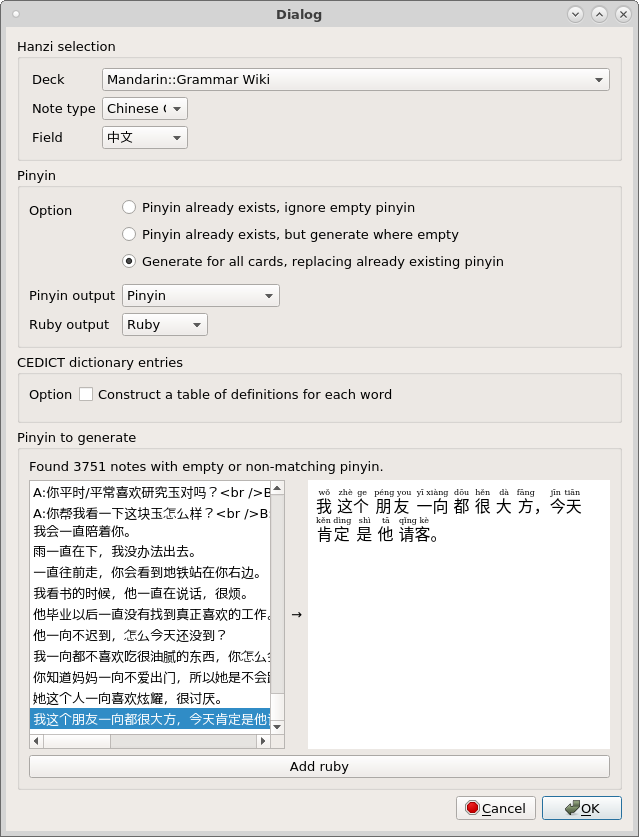 Dialog
Hanzi selection
Deck Mandarin::Grammar Wiki
Note type Chinese
Field 中文
Pinyin
Option
Pinyin already exists, ignore empty pinyin
Pinyin already exists, but generate where empty
Generate for all cards, replacing already existing pinyin
Pinyin output Pinyin
Ruby output Ruby
CEDICT dictionary entries
Option Construct a table of definitions for each word
Pinyin to generate
Found 3751 notes with empty or non-matching pinyin.
A:你平时/平常喜欢研究玉对吗？<br />B
A:你帮我看一下这块玉怎么样？<br />B
我会一直陪着你。
雨一直在下，我没办法出去。
一直往前走，你会看到地铁站在你右边。
我看书的时候，他一直在说话，很烦。
他毕业以后一直没有找到真正喜欢的工作。
他一向不迟到，怎么今天还没到？
我一向都不喜欢吃很油腻的东西，你怎么
你知道妈妈一向不爱出门，所以她是不会
她这个人一向喜欢炫耀，很讨厌。
我这个朋友一向都很大方，今天肯定是他
→
wǒ zhè ge péng you yī xiàng dōu hěn dà fāng jīn tiān
我 这个 朋友 一向 都 很 大 方，今天
kěn dìng shì tā qǐng kè
肯定 是 他 请客。
Add ruby
Cancel
OK